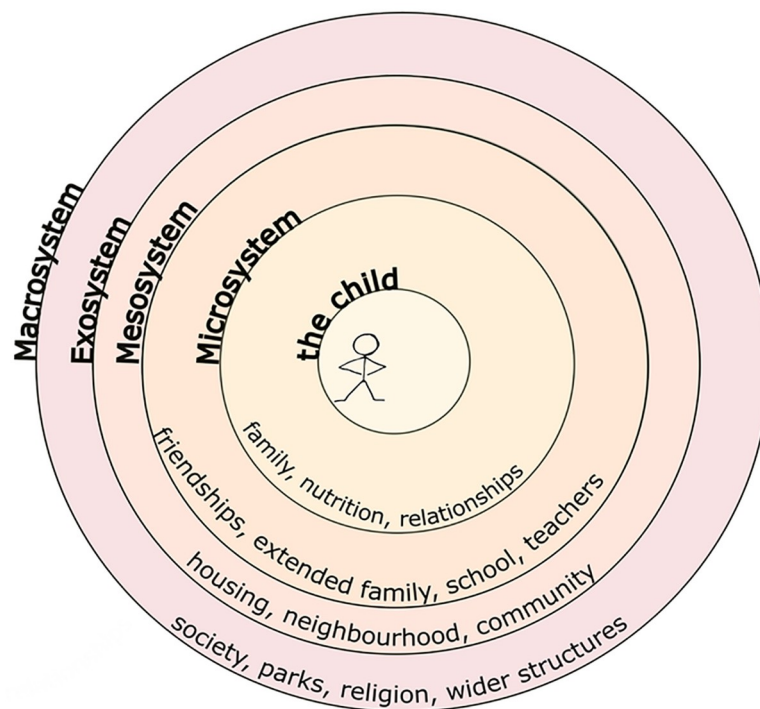 Macrosystem
Exosystem
Mesosystem
Microsystem
the child
family, nutrition, relationships
friendships, extended family, school, teachers
housing, neighbourhood, community
society, parks, religion, wider structures